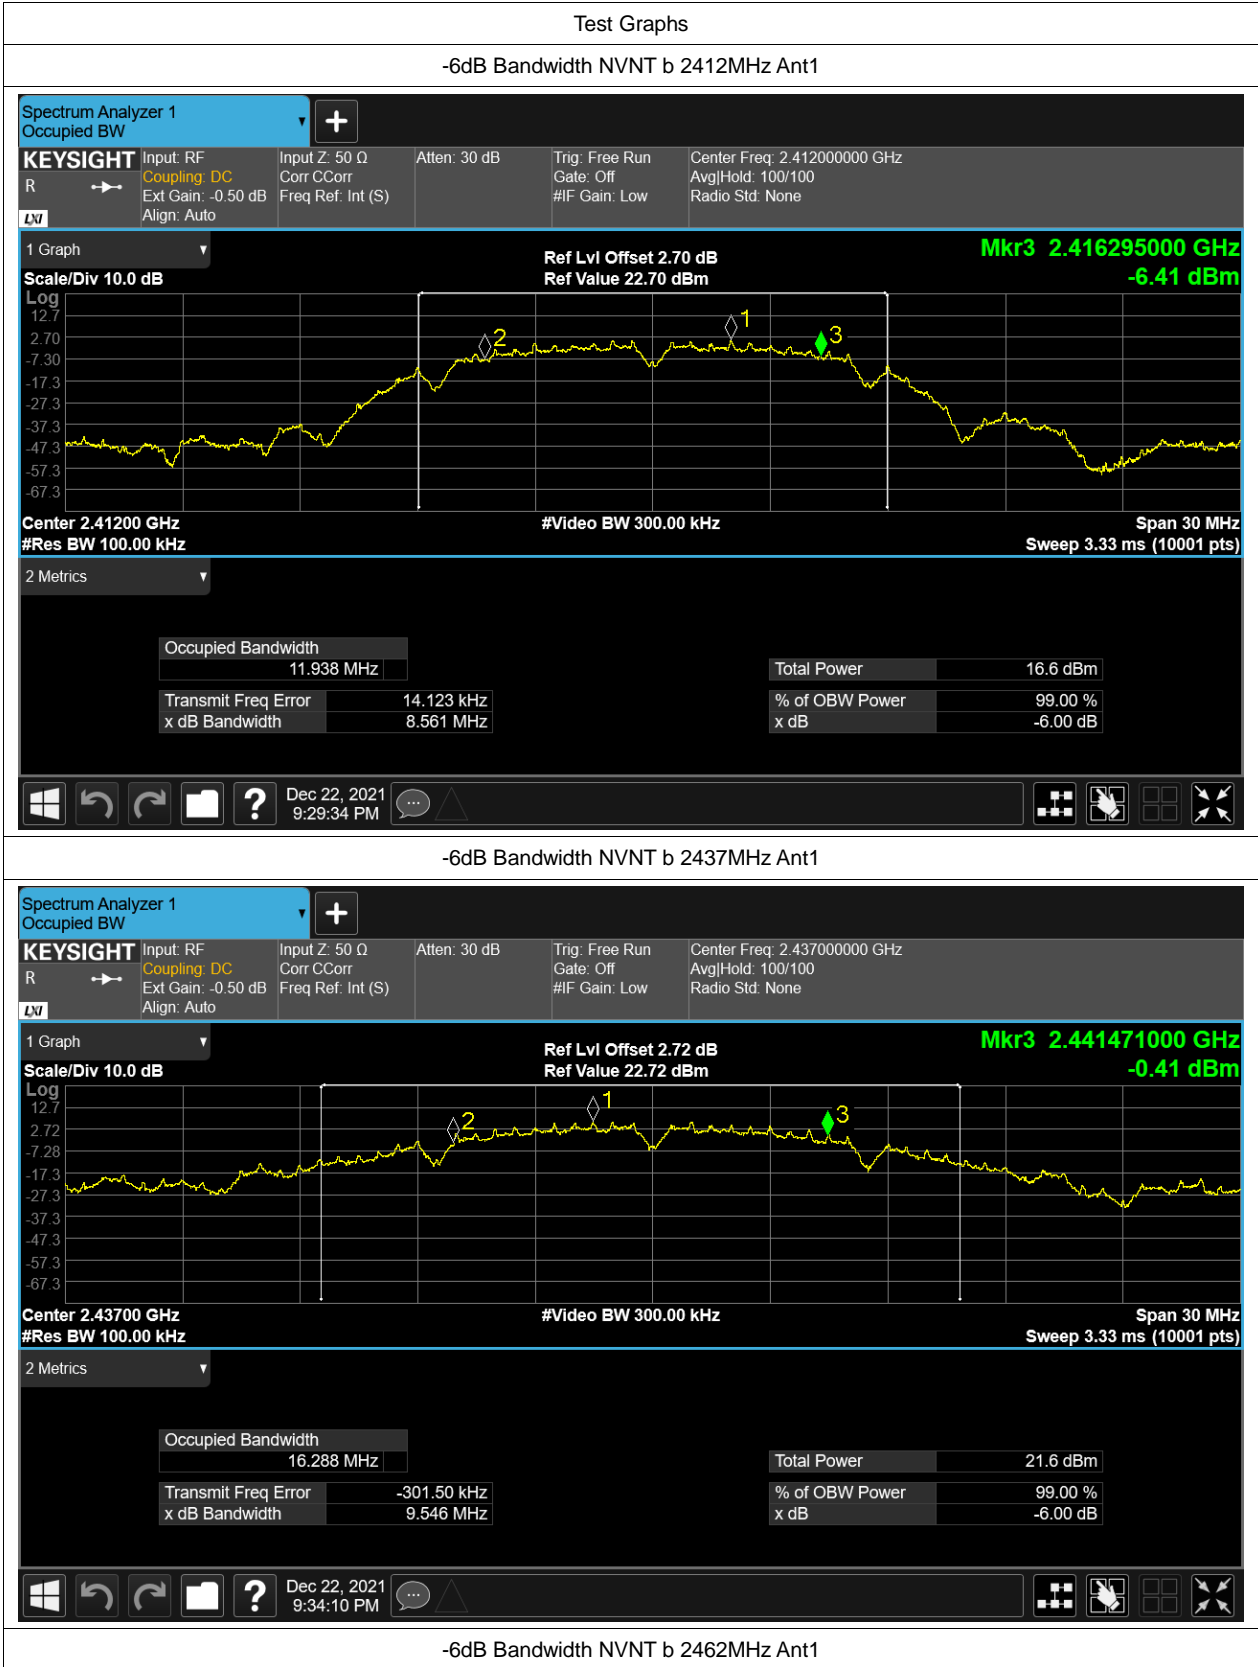 Test Graphs
-6dB Bandwidth NVNT b 2412MHz Ant1
Spectrum Analyzer 1
Occupied BW
KEYSIGHT Input: RF Input Z: 50 Ω Atten: 30 dB Trig: Free Run Center Freq: 2.412000000 GHz
R Coupling: DC Corr CCorr Gate: Off Avg|Hold: 100/100
Ext Gain: -0.50 dB Freq Ref: Int (S) #IF Gain: Low Radio Std: None
LXI Align: Auto
1 Graph Ref Lvl Offset 2.70 dB Mkr3 2.416295000 GHz
Scale/Div 10.0 dB Ref Value 22.70 dBm -6.41 dBm
Log
12.7
2.70
-7.30
-17.3
-27.3
-37.3
-47.3
-57.3
-67.3
2 1 3
Center 2.41200 GHz #Video BW 300.00 kHz Span 30 MHz
#Res BW 100.00 kHz Sweep 3.33 ms (10001 pts)
2 Metrics
Occupied Bandwidth
11.938 MHz Total Power 16.6 dBm
Transmit Freq Error 14.123 kHz % of OBW Power 99.00 %
x dB Bandwidth 8.561 MHz x dB -6.00 dB
? Dec 22, 2021
9:29:34 PM
-6dB Bandwidth NVNT b 2437MHz Ant1
Spectrum Analyzer 1
Occupied BW
KEYSIGHT Input: RF Input Z: 50 Ω Atten: 30 dB Trig: Free Run Center Freq: 2.437000000 GHz
R Coupling: DC Corr CCorr Gate: Off Avg|Hold: 100/100
Ext Gain: -0.50 dB Freq Ref: Int (S) #IF Gain: Low Radio Std: None
LXI Align: Auto
1 Graph Ref Lvl Offset 2.72 dB Mkr3 2.441471000 GHz
Scale/Div 10.0 dB Ref Value 22.72 dBm -0.41 dBm
Log
12.7
2.72
-7.28
-17.3
-27.3
-37.3
-47.3
-57.3
-67.3
2 1 3
Center 2.43700 GHz #Video BW 300.00 kHz Span 30 MHz
#Res BW 100.00 kHz Sweep 3.33 ms (10001 pts)
2 Metrics
Occupied Bandwidth
16.288 MHz Total Power 21.6 dBm
Transmit Freq Error -301.50 kHz % of OBW Power 99.00 %
x dB Bandwidth 9.546 MHz x dB -6.00 dB
? Dec 22, 2021
9:34:10 PM
-6dB Bandwidth NVNT b 2462MHz Ant1